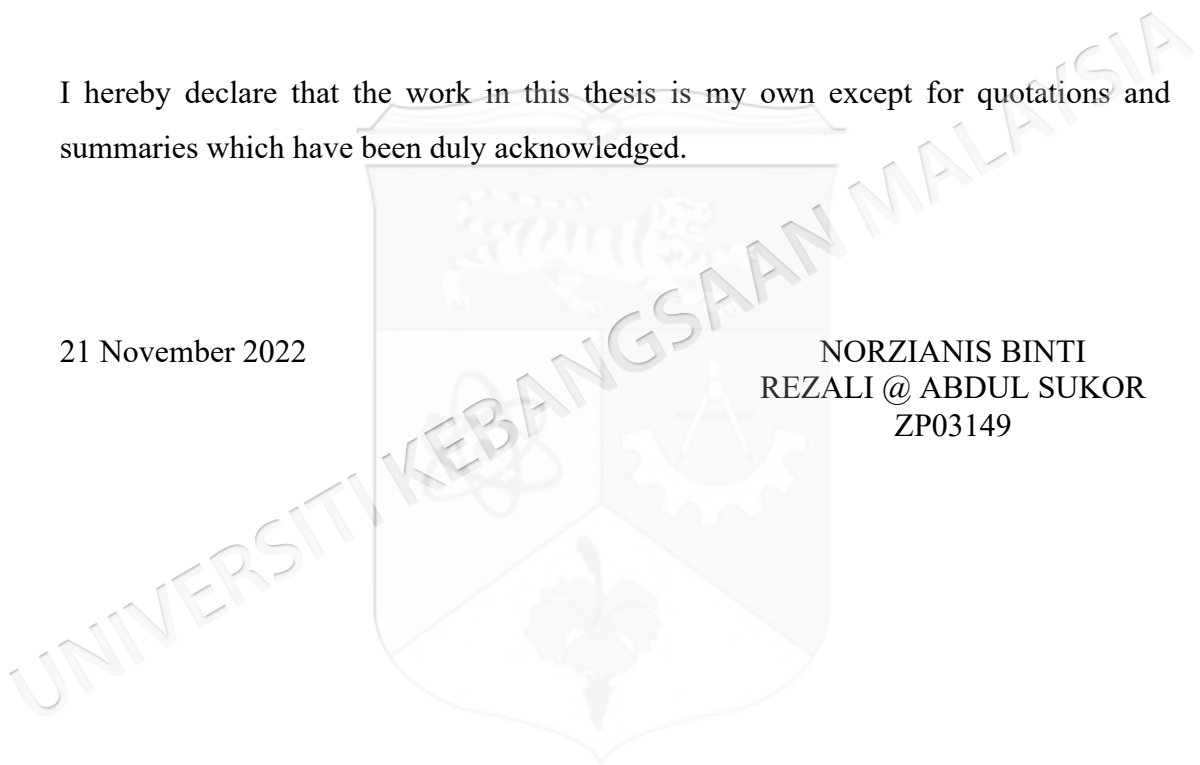 I hereby declare that the work in this thesis is my own except for quotations and
summaries which have been duly acknowledged.
21 November 2022
NORZIANIS BINTI
REZALI @ ABDUL SUKOR
ZP03149
UNIVERSITI KEBANGSAAN MALAYSIA